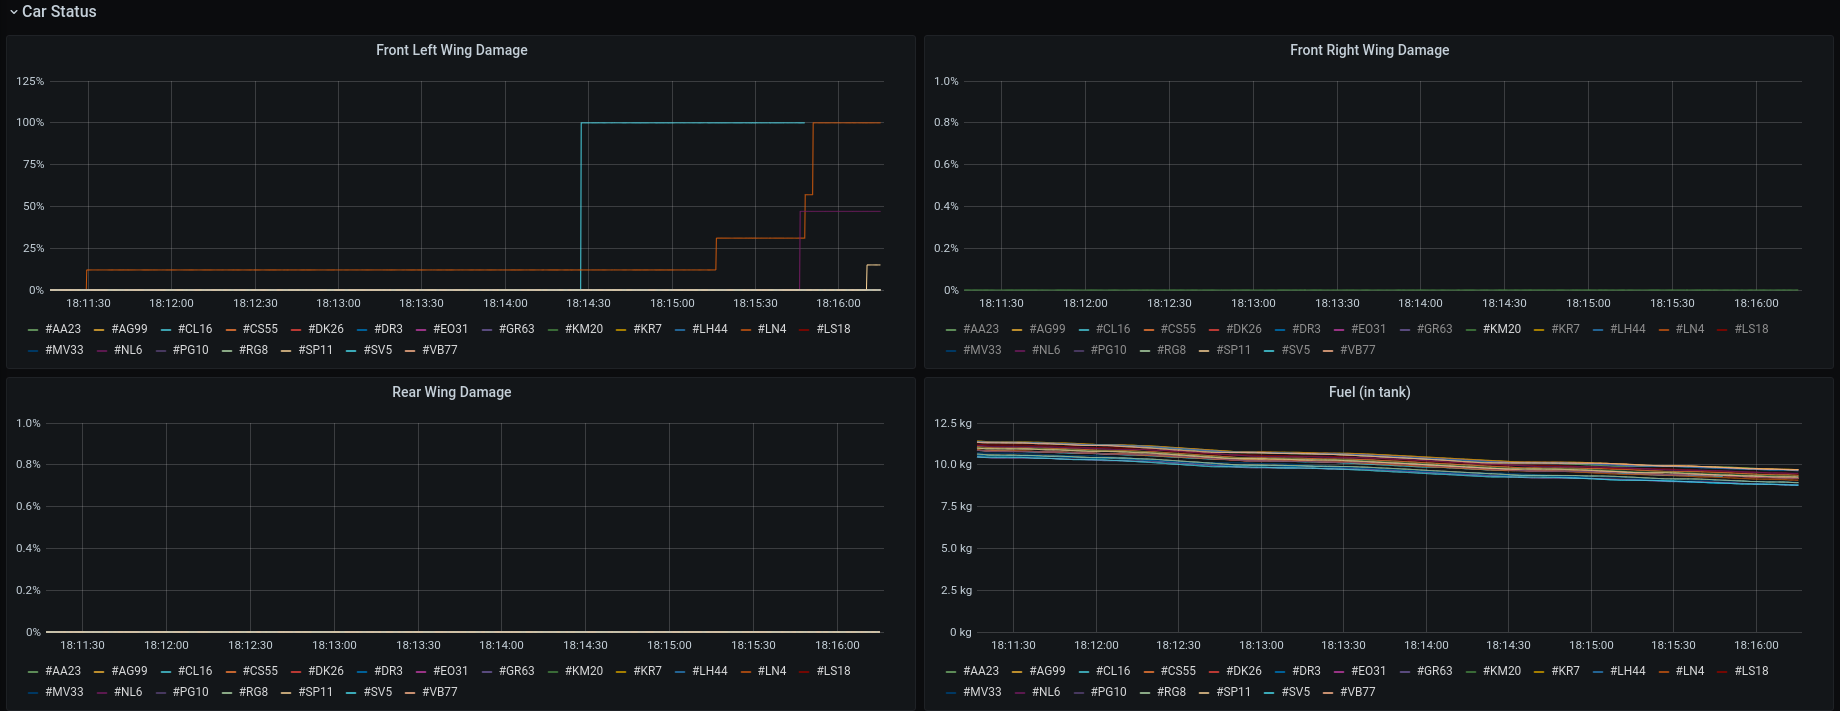 Car Status
Front Left Wing Damage
125%
100%
75%
50%
25%
0%
18:11:30 18:12:00 18:12:30 18:13:00 18:13:30 18:14:00 18:14:30 18:15:00 18:15:30 18:16:00
#AA23 #AG99 #CL16 #CS55 #DK26 #DR3 #EO31 #GR63 #KM20 #KR7 #LH44 #LN4 #LS18
#MV33 #NL6 #PG10 #RG8 #SP11 #SV5 #VB77
Front Right Wing Damage
1.0%
0.8%
0.6%
0.4%
0.2%
0%
18:11:30 18:12:00 18:12:30 18:13:00 18:13:30 18:14:00 18:14:30 18:15:00 18:15:30 18:16:00
#AA23 #AG99 #CL16 #CS55 #DK26 #DR3 #EO31 #GR63 #KM20 #KR7 #LH44 #LN4 #LS18
#MV33 #NL6 #PG10 #RG8 #SP11 #SV5 #VB77
Rear Wing Damage
1.0%
0.8%
0.6%
0.4%
0.2%
0%
18:11:30 18:12:00 18:12:30 18:13:00 18:13:30 18:14:00 18:14:30 18:15:00 18:15:30 18:16:00
#AA23 #AG99 #CL16 #CS55 #DK26 #DR3 #EO31 #GR63 #KM20 #KR7 #LH44 #LN4 #LS18
#MV33 #NL6 #PG10 #RG8 #SP11 #SV5 #VB77
Fuel (in tank)
12.5 kg
10.0 kg
7.5 kg
5.0 kg
2.5 kg
0 kg
18:11:30 18:12:00 18:12:30 18:13:00 18:13:30 18:14:00 18:14:30 18:15:00 18:15:30 18:16:00
#AA23 #AG99 #CL16 #CS55 #DK26 #DR3 #EO31 #GR63 #KM20 #KR7 #LH44 #LN4 #LS18
#MV33 #NL6 #PG10 #RG8 #SP11 #SV5 #VB77